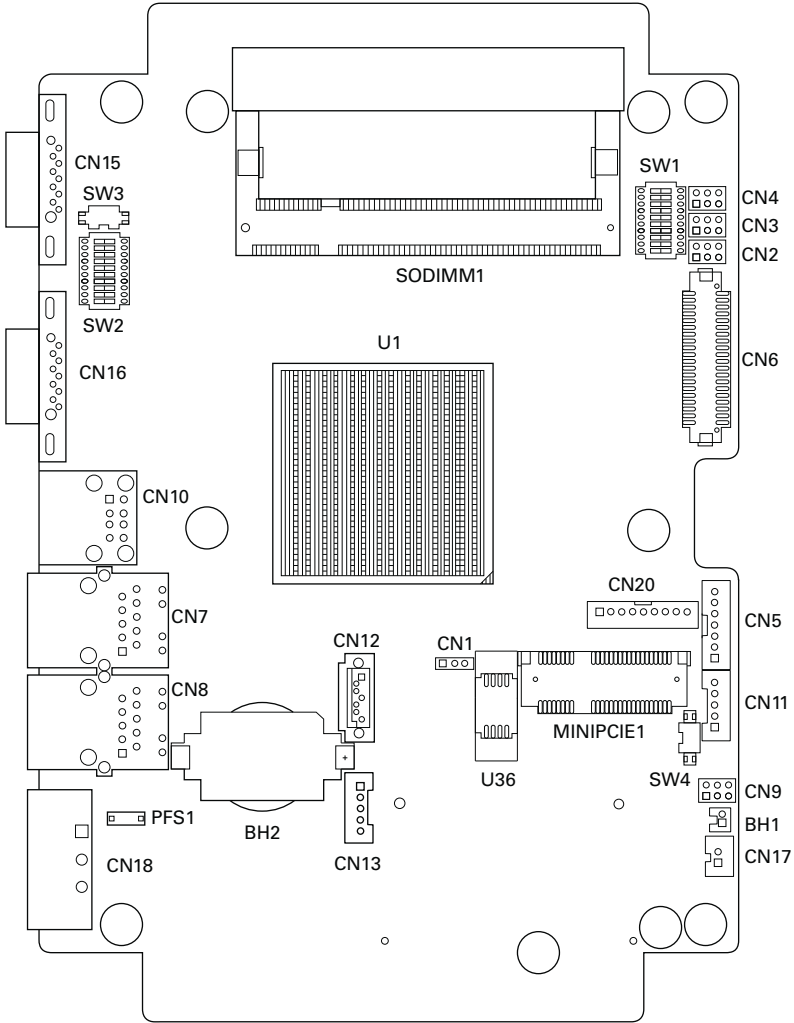 CN15
SW1
SW3
CN4
CN3
CN2
SODIMM1
SW2
U1
CN6
CN16
CN10
CN20
CN7
CN5
CN12
CN1
CN8
CN11
MINIPCIE1
SW4
U36
CN9
+
PFS1
BH1
BH2
CN17
CN13
CN18